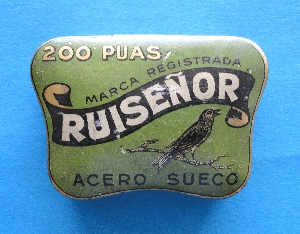 200 PUAS
MARCA REGISTRADA
RUISEÑOR
ACERO SUECO